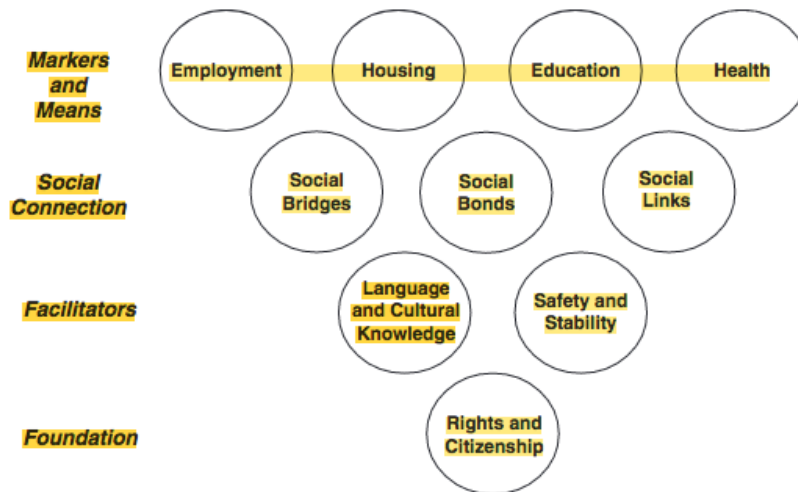 Markers
and
Means
Employment
Housing
Education
Health
Social
Connection
Social
Bridges
Social
Bonds
Social
Links
Facilitators
Language
and Cultural
Knowledge
Safety and
Stability
Foundation
Rights and
Citizenship